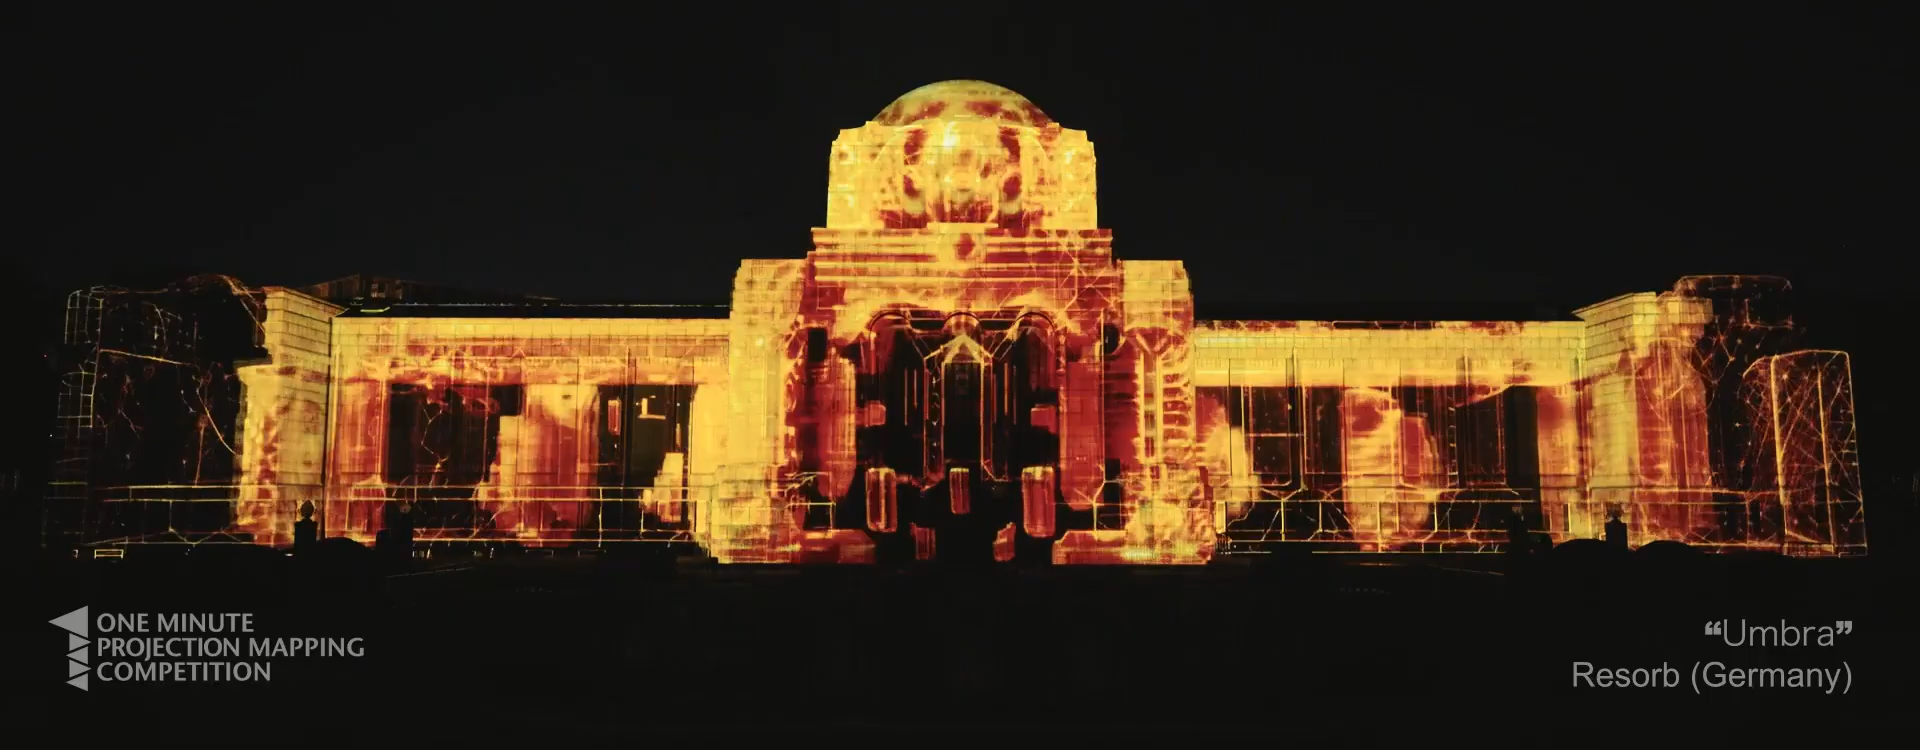 ONE MINUTE
PROJECTION MAPPING
COMPETITION
“Umbra”
Resorb (Germany)